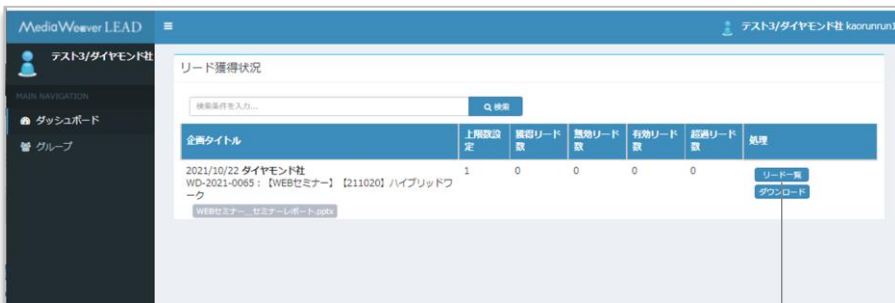 MediaWeaver LEAD
テスト3/ダイヤモンド社 kaorunrun1
テスト3/ダイヤモンド社
MAIN NAVIGATION
ダッシュボード
グループ
リード獲得状況
検索条件を入力...
検索
企画タイトル
上限数設定
獲得リード数
無効リード数
有効リード数
超過リード数
処理
2021/10/22 ダイヤモンド社
WD-2021-0065：【WEBセミナー】【211020】ハイブリッドワ
ーク
WEBセミナー__セミナーレポート.pptx
1
0
0
0
0
リード一覧
ダウンロード